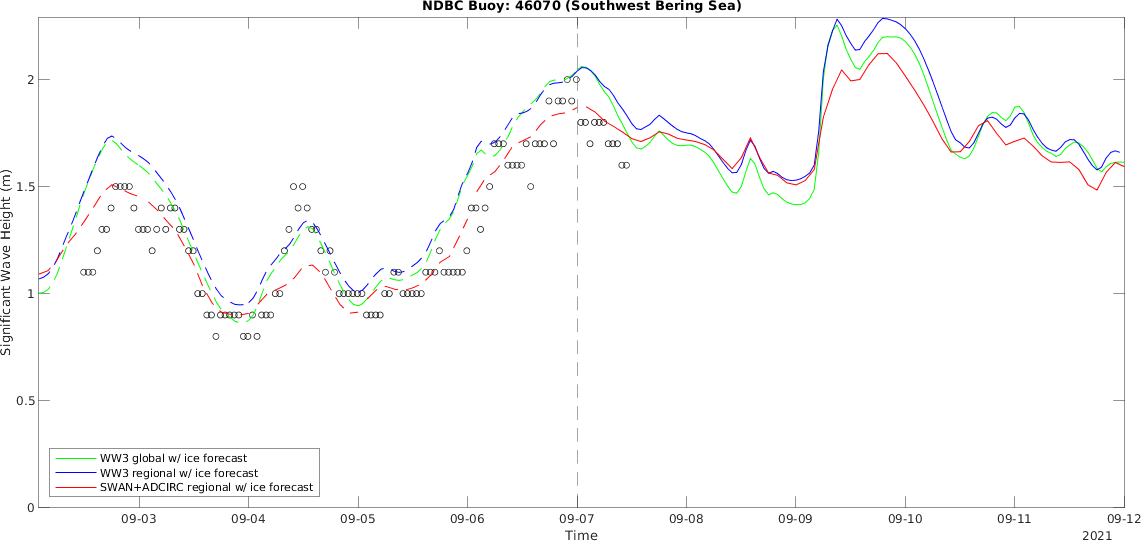 NDBC Buoy: 46070 (Southwest Bering Sea)
Significant Wave Height (m)
2
1.5
1
0.5
0
WW3 global w/ ice forecast
WW3 regional w/ ice forecast
SWAN+ADCIRC regional w/ ice forecast
09-03 09-04 09-05 09-06 09-07 09-08 09-09 09-10 09-11 09-12
Time
2021